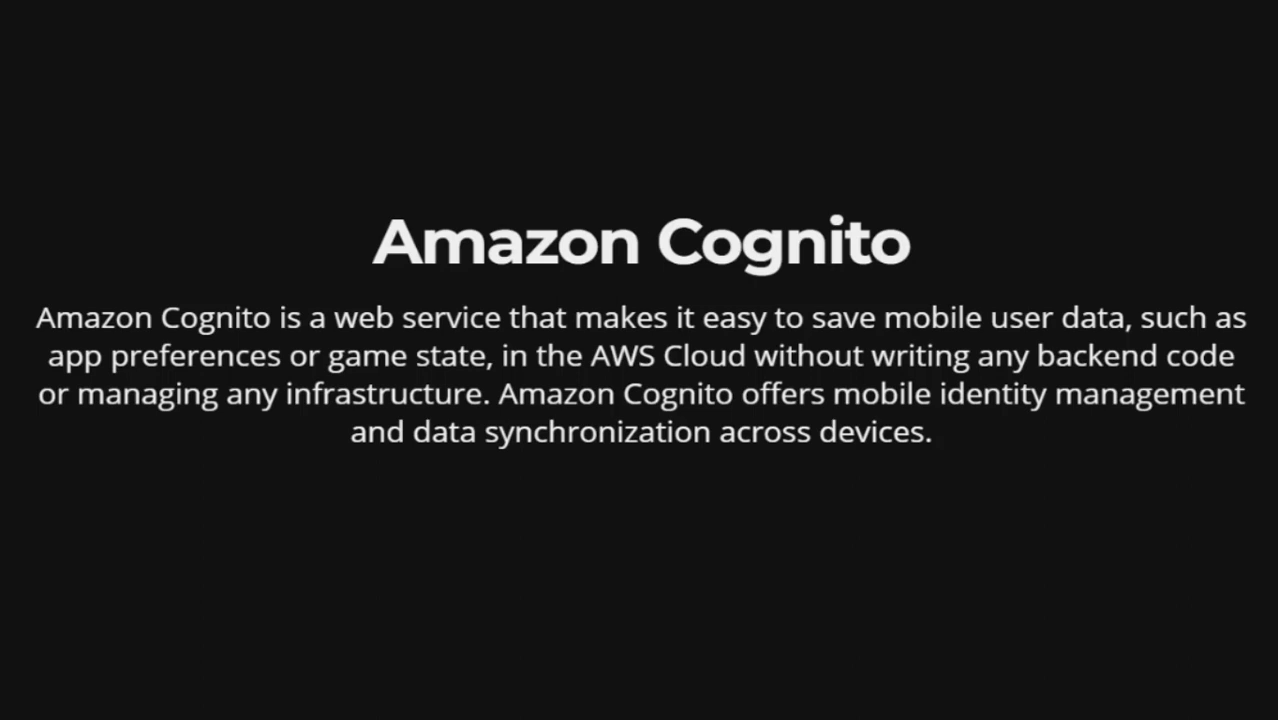 Amazon Cognito
Amazon Cognito is a web service that makes it easy to save mobile user data, such as
app preferences or game state, in the AWS Cloud without writing any backend code
or managing any infrastructure. Amazon Cognito offers mobile identity management
and data synchronization across devices.